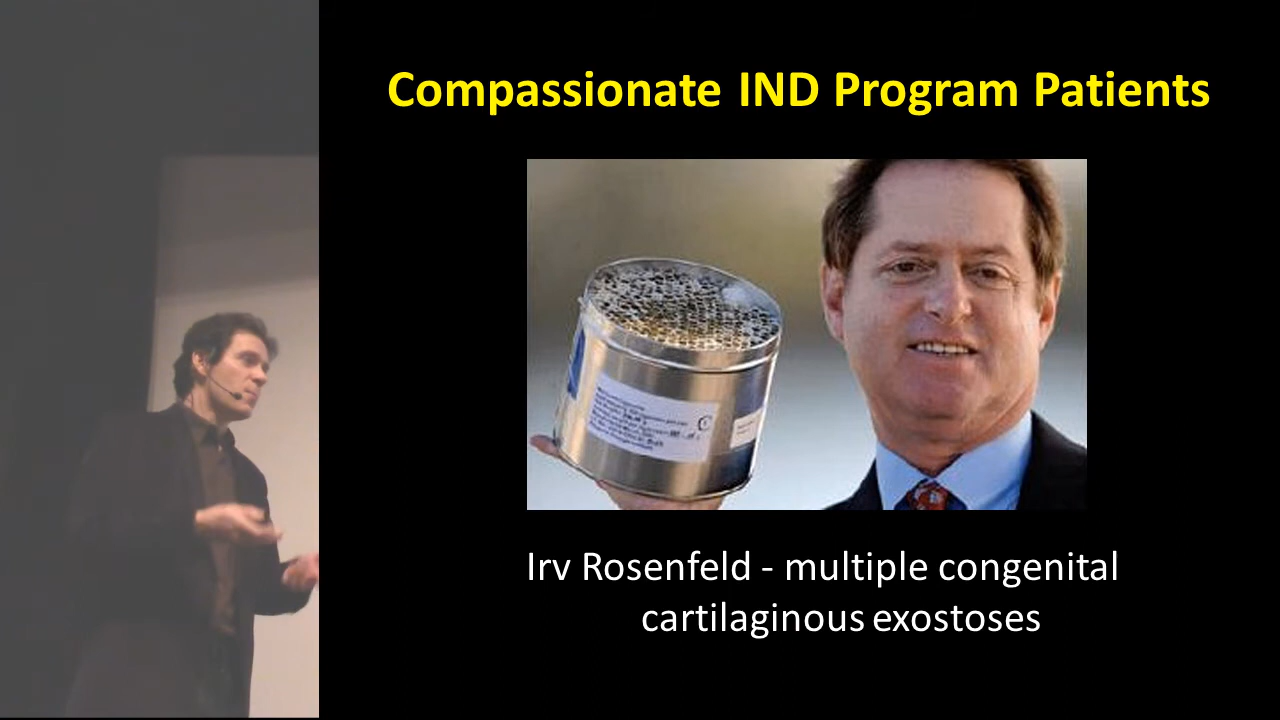 Compassionate IND Program Patients
Irv Rosenfeld - multiple congenital
cartilaginous exostoses